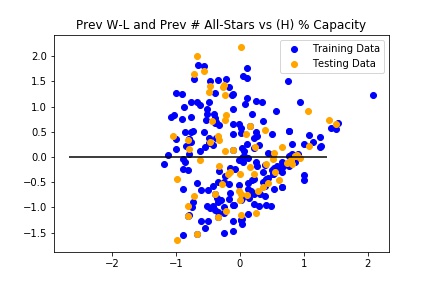 Prev W-L and Prev # All-Stars vs (H) % Capacity
Training Data
Testing Data
2.0
1.5
1.0
0.5
0.0
−0.5
−1.0
−1.5
−2 −1 0 1 2